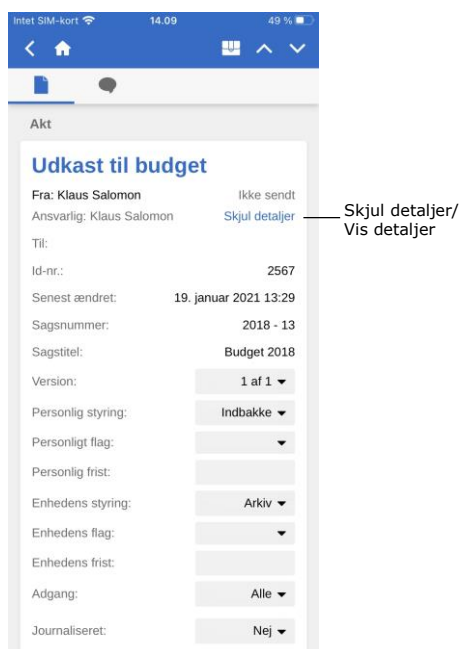 Intet SIM-kort 14.09 49 %
Akt
Udkast til budget
Fra: Klaus Salomon Ikke sendt
Ansvarlig: Klaus Salomon Skjul detaljer
Skjul detaljer/
Vis detaljer
Til:
Id-nr.: 2567
Senest ændret: 19. januar 2021 13:29
Sagsnummer: 2018 - 13
Sagstitel: Budget 2018
Version: 1 af 1
Personlig styring: Indbakke
Personligt flag:
Personlig frist:
Enhedens styring: Arkiv
Enhedens flag:
Enhedens frist:
Adgang: Alle
Journaliseret: Nej